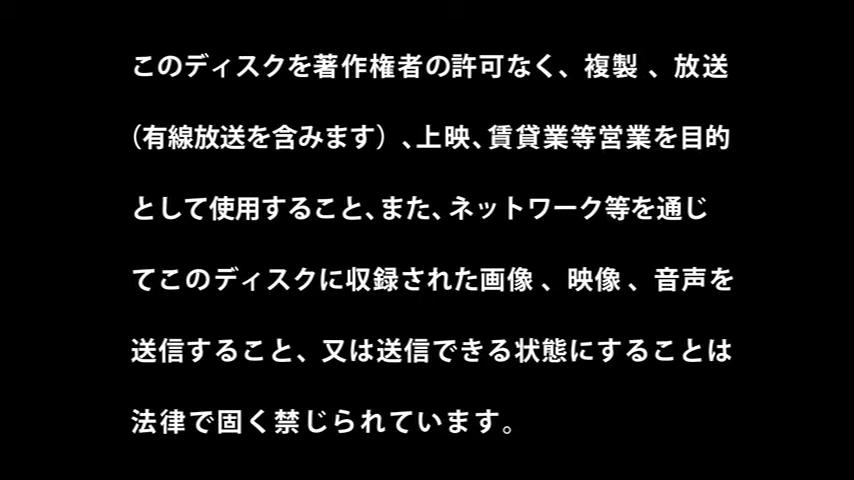 このディスクを著作権者の許可なく、複製、放送
(有線放送を含みます)、上映、賃貸業等営業を目的
として使用すること、また、ネットワーク等を通じ
てこのディスクに収録された画像、映像、音声を
送信すること、又は送信できる状態にすることは
法律で固く禁じられています。